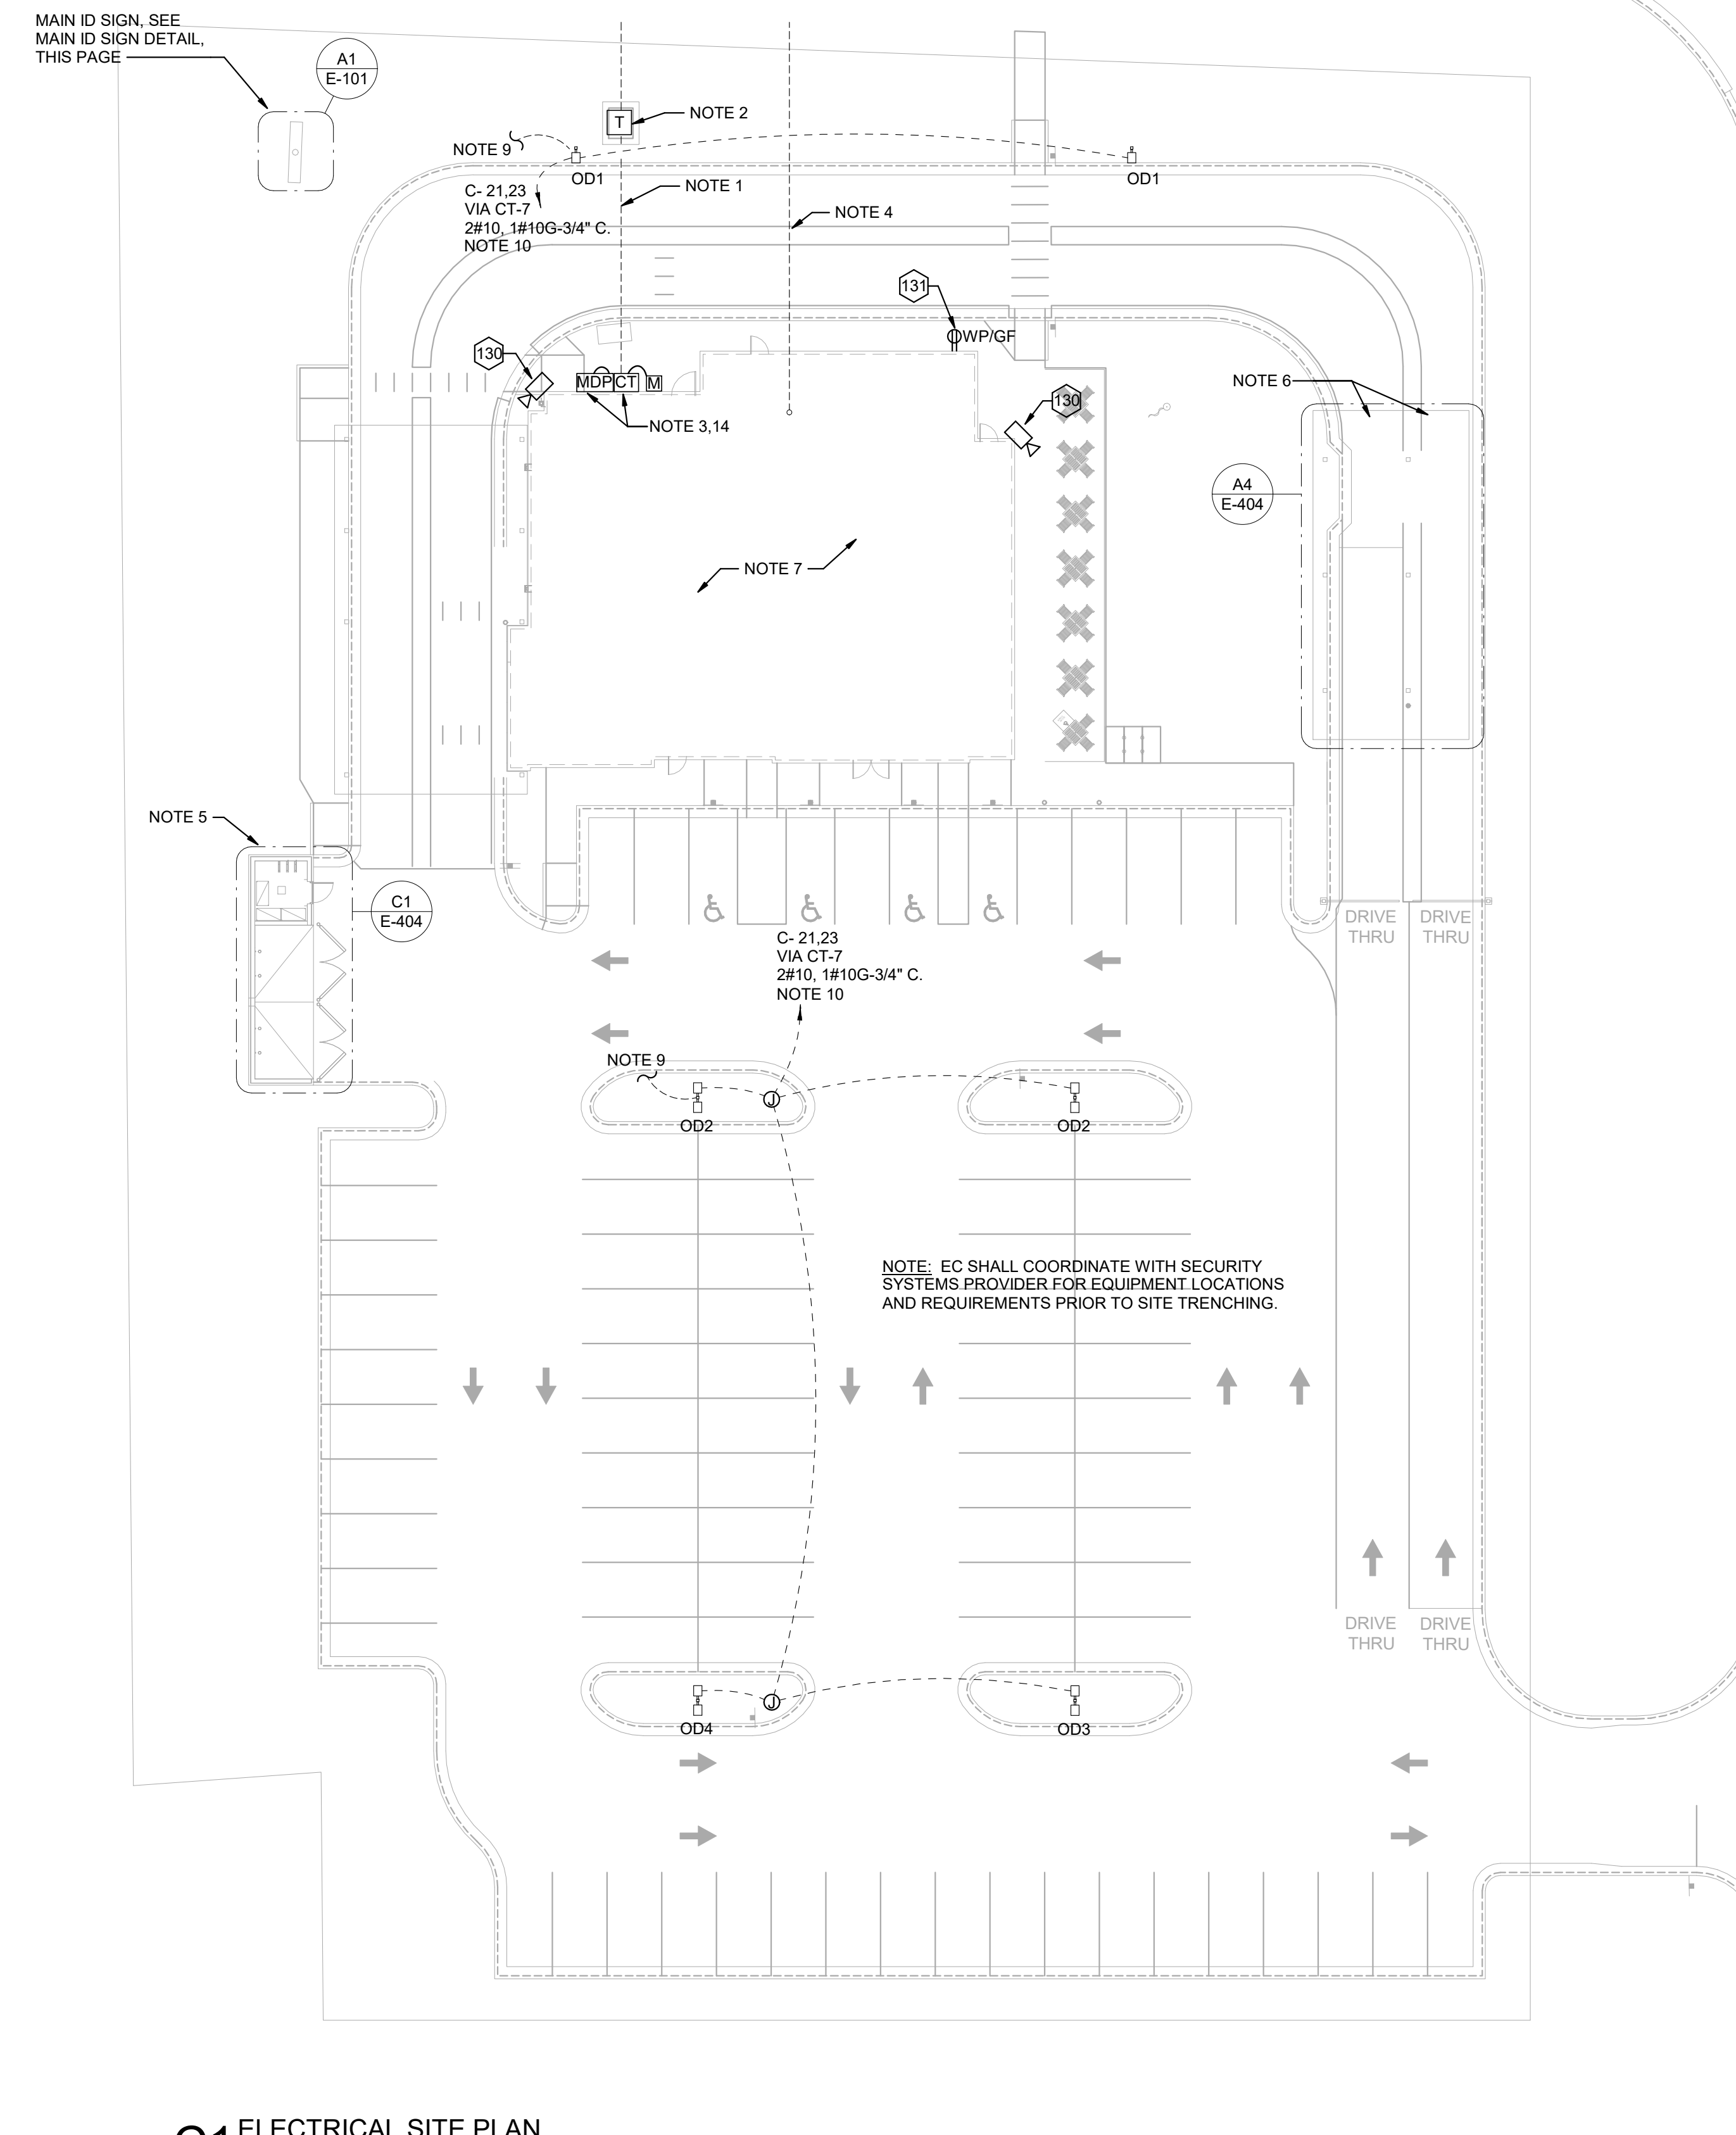 MAIN ID SIGN, SEE
MAIN ID SIGN DETAIL,
THIS PAGE
A1
E-101
T
NOTE 2
NOTE 9
OD1
OD1
C- 21,23
VIA CT-7
2#10, 1#10G-3/4" C.
NOTE 10
NOTE 1
NOTE 4
131
WP/GF
130
MDP
CT
M
NOTE 3,14
130
NOTE 6
A4
E-404
NOTE 7
NOTE 5
C1
E-404
DRIVE
THRU
DRIVE
THRU
C- 21,23
VIA CT-7
2#10, 1#10G-3/4" C.
NOTE 10
NOTE 9
J
OD2
OD2
NOTE: EC SHALL COORDINATE WITH SECURITY
SYSTEMS PROVIDER FOR EQUIPMENT LOCATIONS
AND REQUIREMENTS PRIOR TO SITE TRENCHING.
DRIVE
THRU
DRIVE
THRU
J
OD4
OD3
ELECTRICAL SITE PLAN